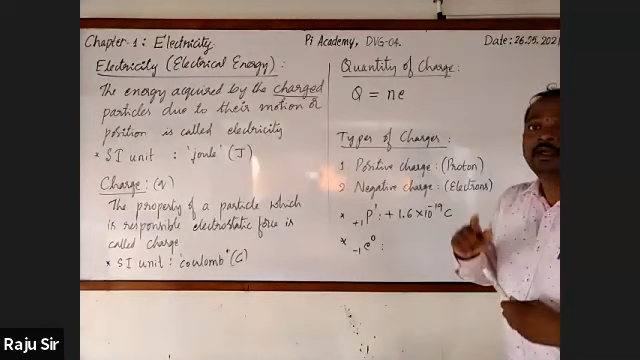 Chapter-1: Electricity.
Pi Academy, DVG-04.
Date: 26.05.202
Electricity (Electrical Energy):
The energy acquired by the charged
particles due to their motion or
position is called electricity
* SI unit : 'joule' (J)
Charge: (q)
The property of a particle which
is responsible electrostatic force is
called charge
* SI unit: 'coulomb' (C)
Quantity of Charge:
Q = ne
Types of Charges:
1 Positive charge: (Proton)
2 Negative charge: (Electrons)
* ₊₁P¹: +1.6×10⁻¹⁹C
* ₋₁e⁰:
Raju Sir